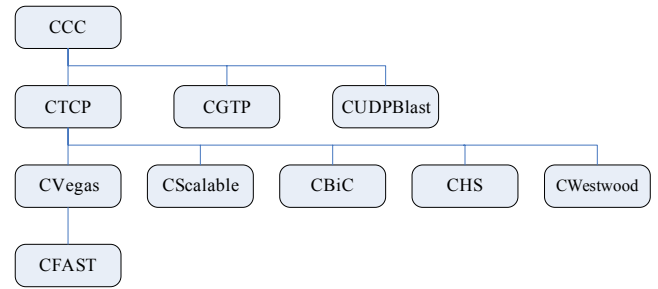 CCC
CTCP
CGTP
CUDPBlast
CVegas
CScalable
CBiC
CHS
CWestwood
CFAST